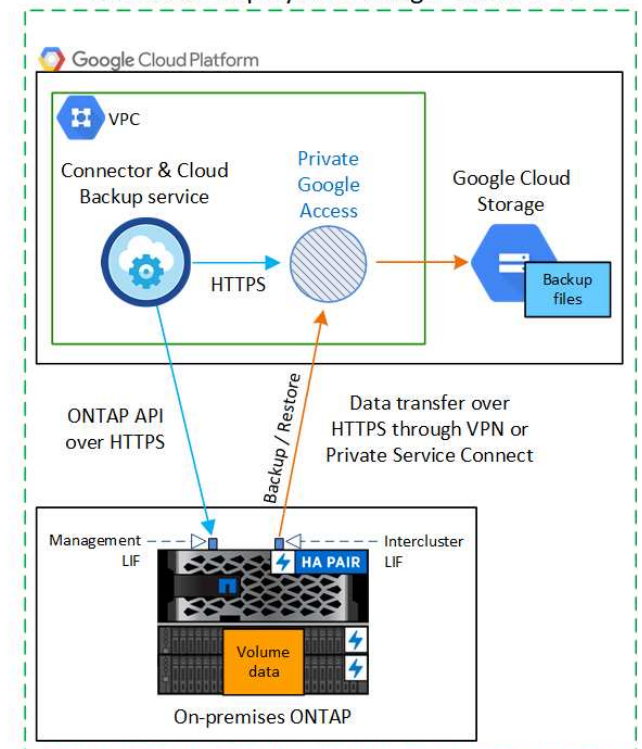 Google Cloud Platform
VPC
Connector & Cloud
Backup service
Private
Google
Access
Google Cloud
Storage
HTTPS
Backup
files
ONTAP API
over HTTPS
Backup / Restore
Data transfer over
HTTPS through VPN or
Private Service Connect
Management
LIF
Intercluster
LIF
HA PAIR
Volume
data
On-premises ONTAP